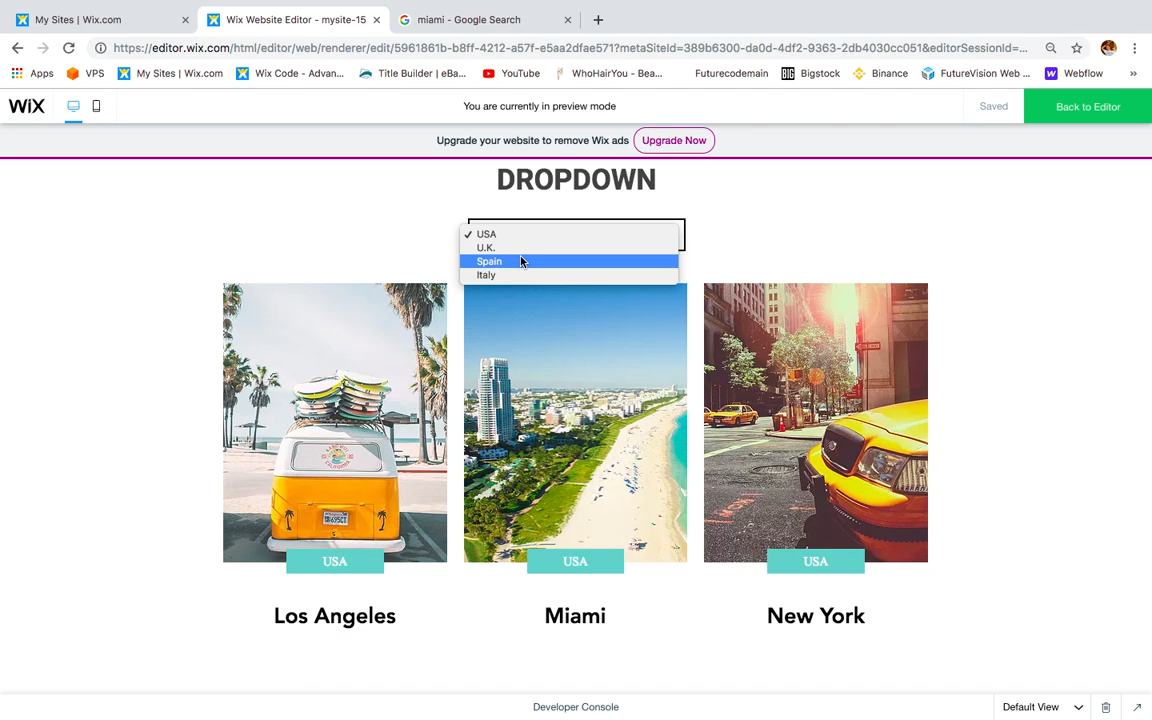 My Sites | Wix.com
Wix Website Editor - mysite-15
miami - Google Search
https://editor.wix.com/html/editor/web/renderer/edit/5961861b-b8ff-4212-a57f-e5aa2dfae571?metaSiteId=389b6300-da0d-4df2-9363-2db4030cc051&editorSessionId=...
Apps
VPS
My Sites | Wix.com
Wix Code - Advan...
Title Builder | eBa...
YouTube
WhoHairYou - Bea...
Futurecodemain
BIG Bigstock
Binance
FutureVision Web ...
Webflow
»
WiX
You are currently in preview mode
Saved
Back to Editor
Upgrade your website to remove Wix ads
Upgrade Now
DROPDOWN
✓ USA
U.K.
Spain
Italy
USA
USA
USA
Los Angeles
Miami
New York
Developer Console
Default View